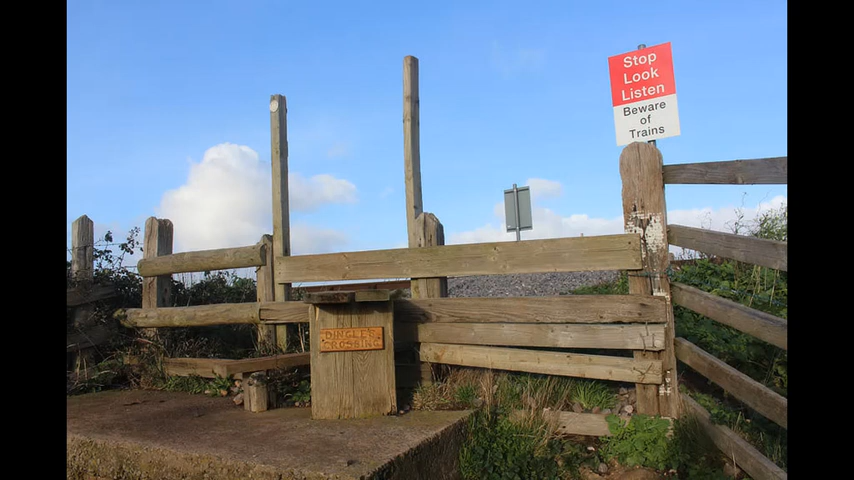 Stop
Look
Listen
Beware
of
Trains
DINGLE'S
CROSSING